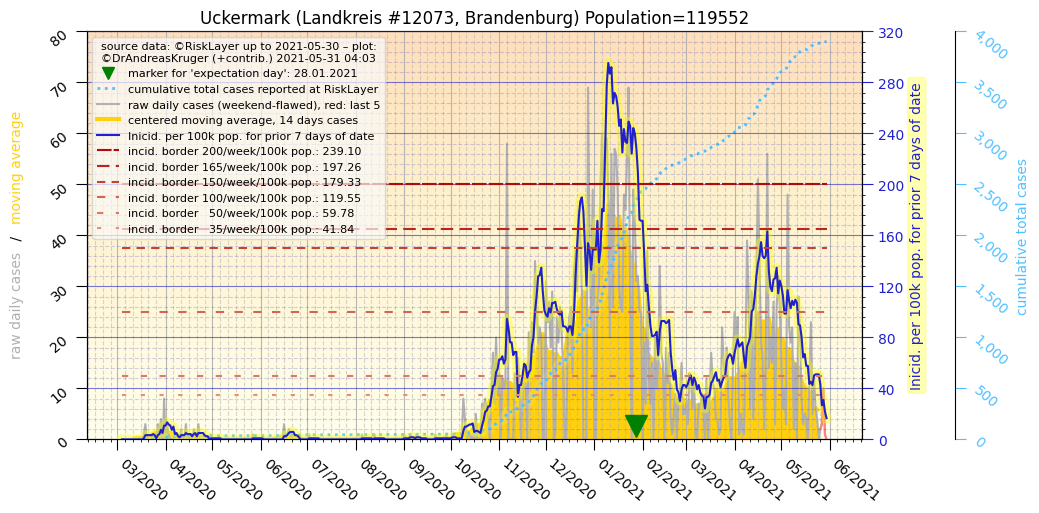 Uckermark (Landkreis #12073, Brandenburg) Population=119552
source data: ©RiskLayer up to 2021-05-30 – plot:
©DrAndreasKruger (+contrib.) 2021-05-31 04:03
marker for 'expectation day': 28.01.2021
cumulative total cases reported at RiskLayer
raw daily cases (weekend-flawed), red: last 5
centered moving average, 14 days cases
Inicid. per 100k pop. for prior 7 days of date
incid. border 200/week/100k pop.: 239.10
incid. border 165/week/100k pop.: 197.26
incid. border 150/week/100k pop.: 179.33
incid. border 100/week/100k pop.: 119.55
incid. border 50/week/100k pop.: 59.78
incid. border 35/week/100k pop.: 41.84
raw daily cases / moving average
80
70
60
50
40
30
20
10
0
03/2020
04/2020
05/2020
06/2020
07/2020
08/2020
09/2020
10/2020
11/2020
12/2020
01/2021
02/2021
03/2021
04/2021
05/2021
06/2021
320
280
240
200
160
120
80
40
0
Inicid. per 100k pop. for prior 7 days of date
4,000
3,500
3,000
2,500
2,000
1,500
1,000
500
0
cumulative total cases